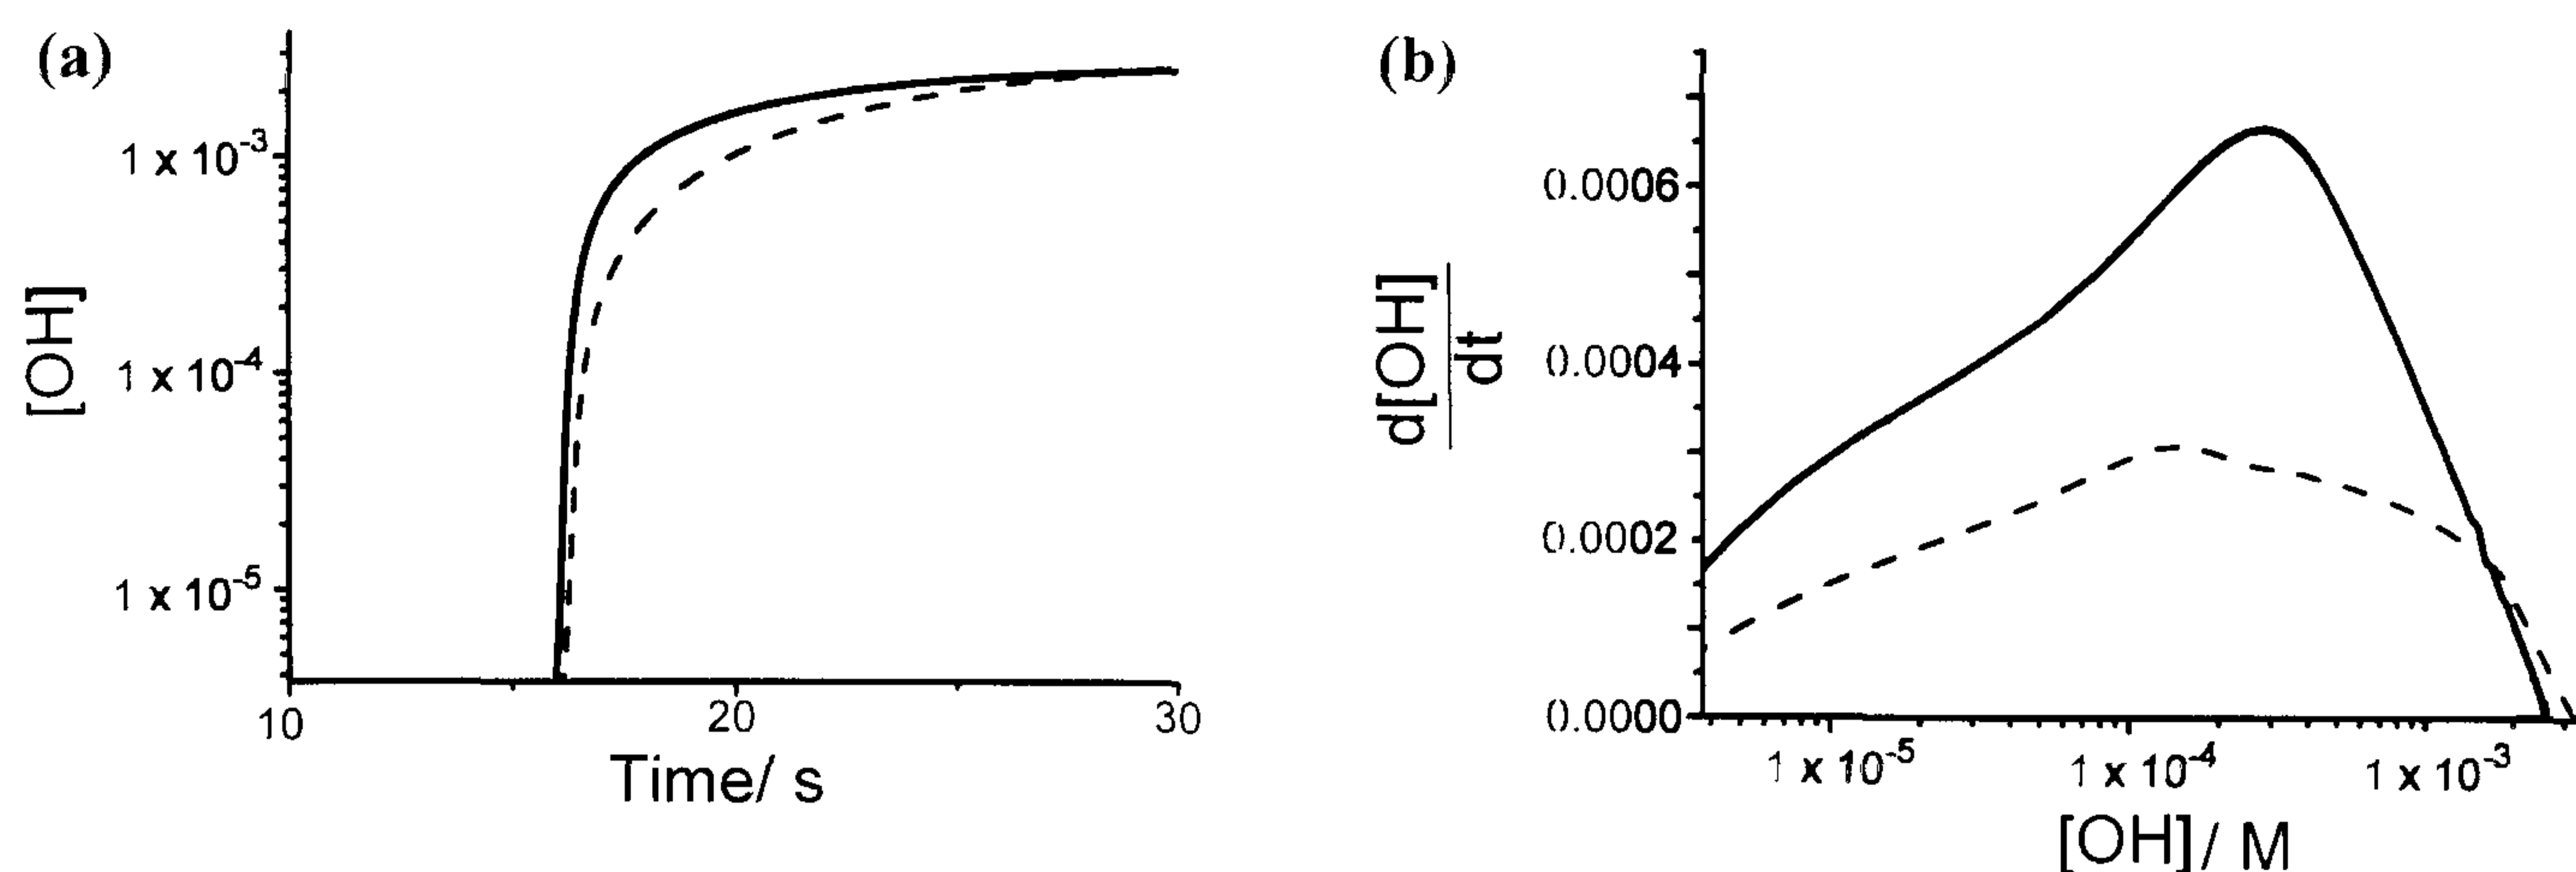 (a)
[OH]
1 x 10⁻³
1 x 10⁻⁴
1 x 10⁻⁵
10
20
30
Time/ s
(b)
d[OH]
dt
0.0006
0.0004
0.0002
0.0000
1 x 10⁻⁵
1 x 10⁻⁴
1 x 10⁻³
[OH]/ M